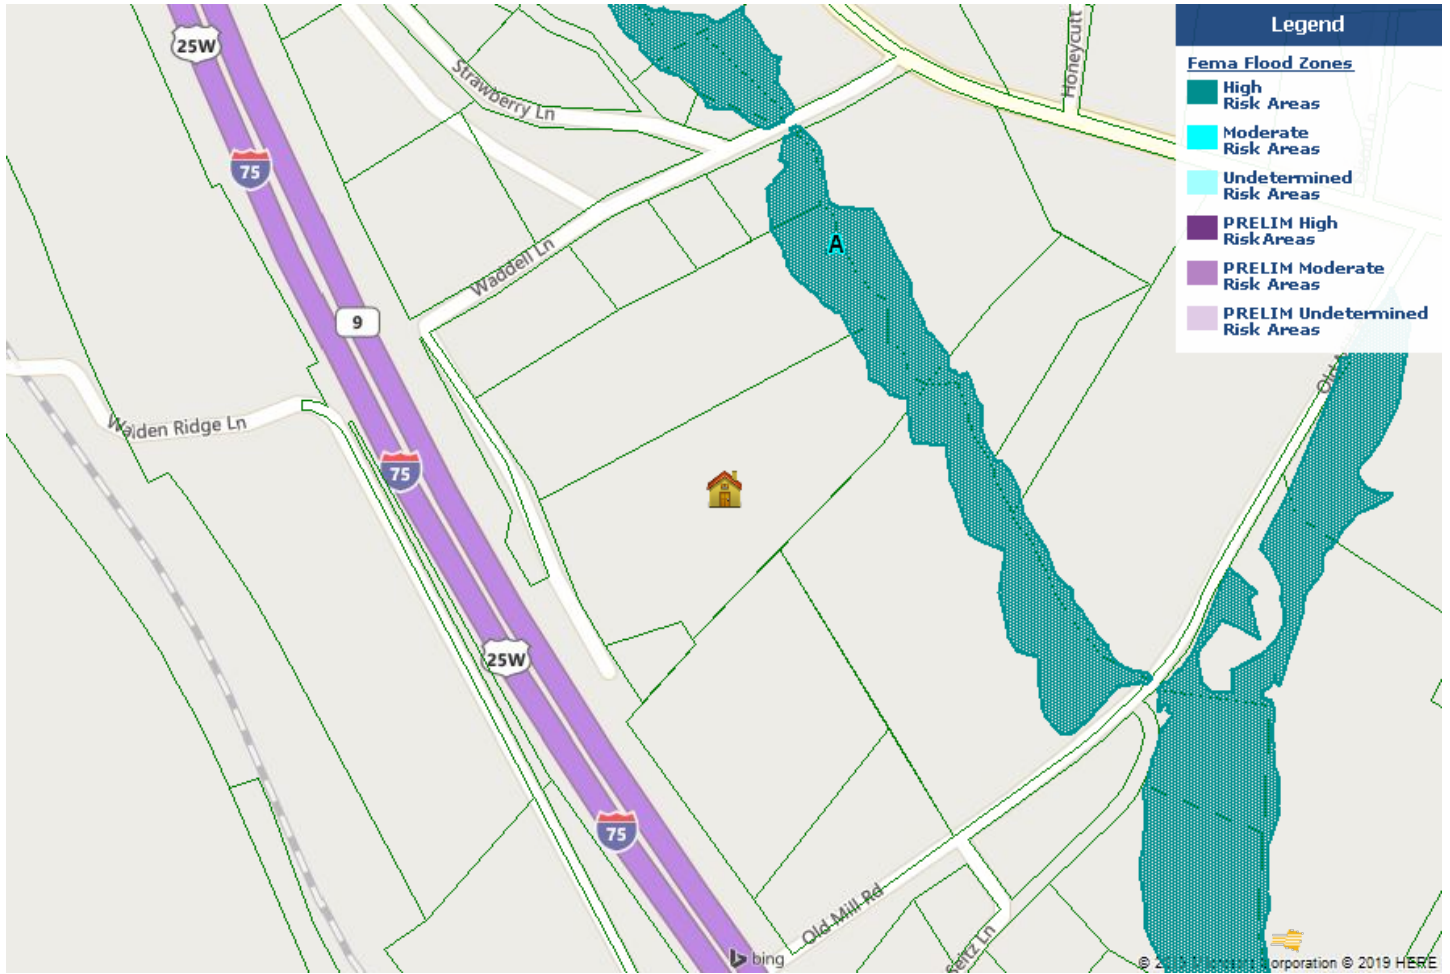 Legend
Fema Flood Zones
High
Risk Areas
Moderate
Risk Areas
Undetermined
Risk Areas
PRELIM High
Risk Areas
PRELIM Moderate
Risk Areas
PRELIM Undetermined
Risk Areas
25W
Strawberry Ln
Honeycutt
75
A
Waddell Ln
9
Walden Ridge Ln
75
25W
75
Old Mill Rd
Seitz Ln
bing
Corporation © 2019 HERE